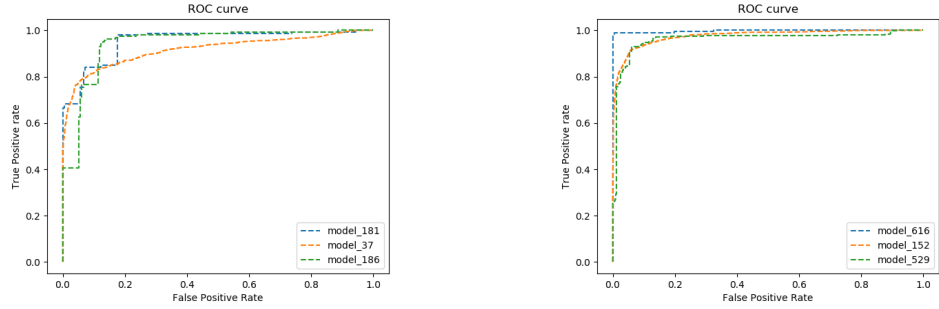 ROC curve
True Positive rate
1.0
0.8
0.6
0.4
0.2
0.0
model_181
model_37
model_186
0.0 0.2 0.4 0.6 0.8 1.0
False Positive Rate
ROC curve
True Positive rate
1.0
0.8
0.6
0.4
0.2
0.0
model_616
model_152
model_529
0.0 0.2 0.4 0.6 0.8 1.0
False Positive Rate